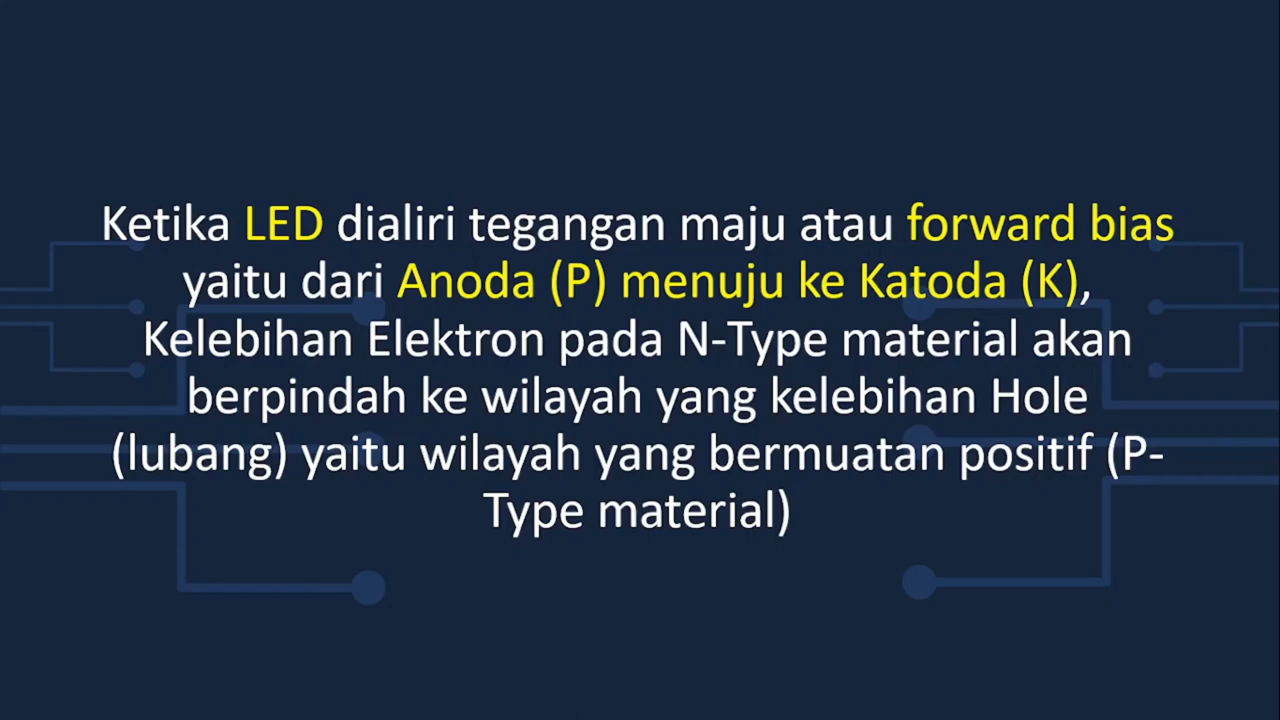 Ketika LED dialiri tegangan maju atau forward bias
yaitu dari Anoda (P) menuju ke Katoda (K),
Kelebihan Elektron pada N-Type material akan
berpindah ke wilayah yang kelebihan Hole
(lubang) yaitu wilayah yang bermuatan positif (P-
Type material)